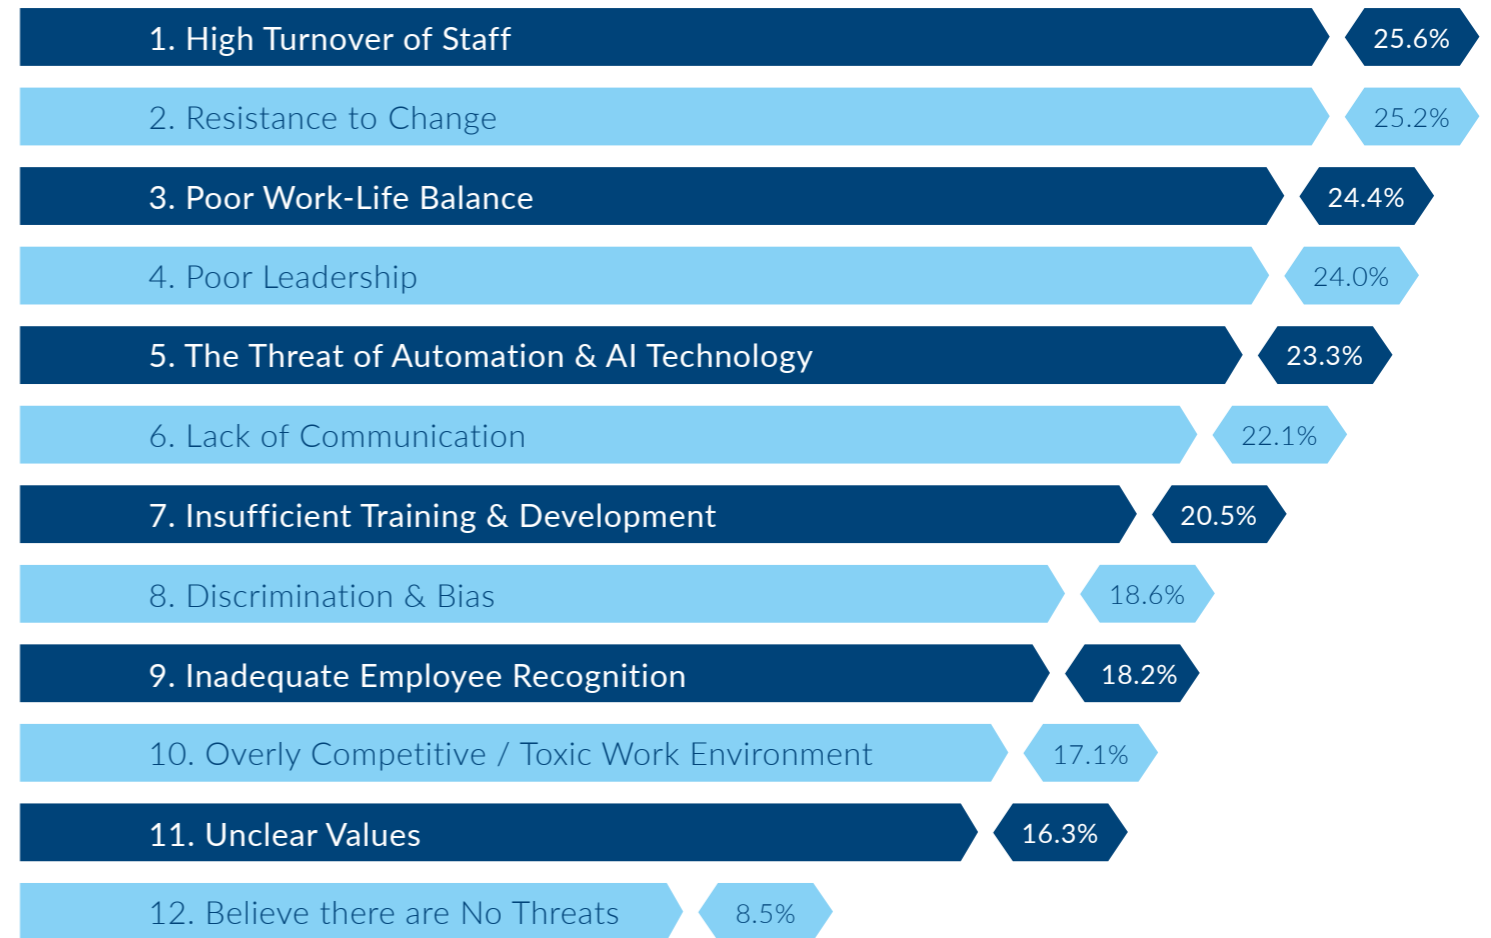 1. High Turnover of Staff 25.6%
2. Resistance to Change 25.2%
3. Poor Work-Life Balance 24.4%
4. Poor Leadership 24.0%
5. The Threat of Automation & AI Technology 23.3%
6. Lack of Communication 22.1%
7. Insufficient Training & Development 20.5%
8. Discrimination & Bias 18.6%
9. Inadequate Employee Recognition 18.2%
10. Overly Competitive / Toxic Work Environment 17.1%
11. Unclear Values 16.3%
12. Believe there are No Threats 8.5%